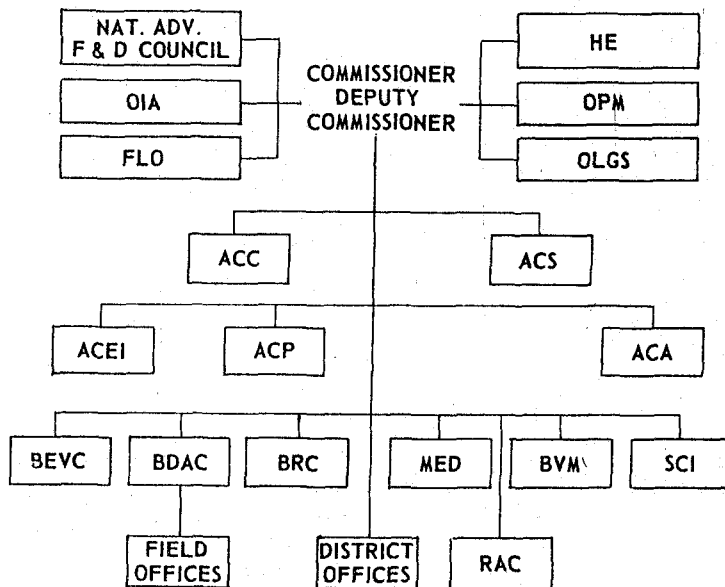 NAT. ADV.
F & D COUNCIL
OIA
FLO
COMMISSIONER
DEPUTY
COMMISSIONER
HE
OPM
OLGS
ACC
ACS
ACEI
ACP
ACA
BEVC
BDAC
BRC
MED
BVM
SCI
FIELD
OFFICES
DISTRICT
OFFICES
RAC